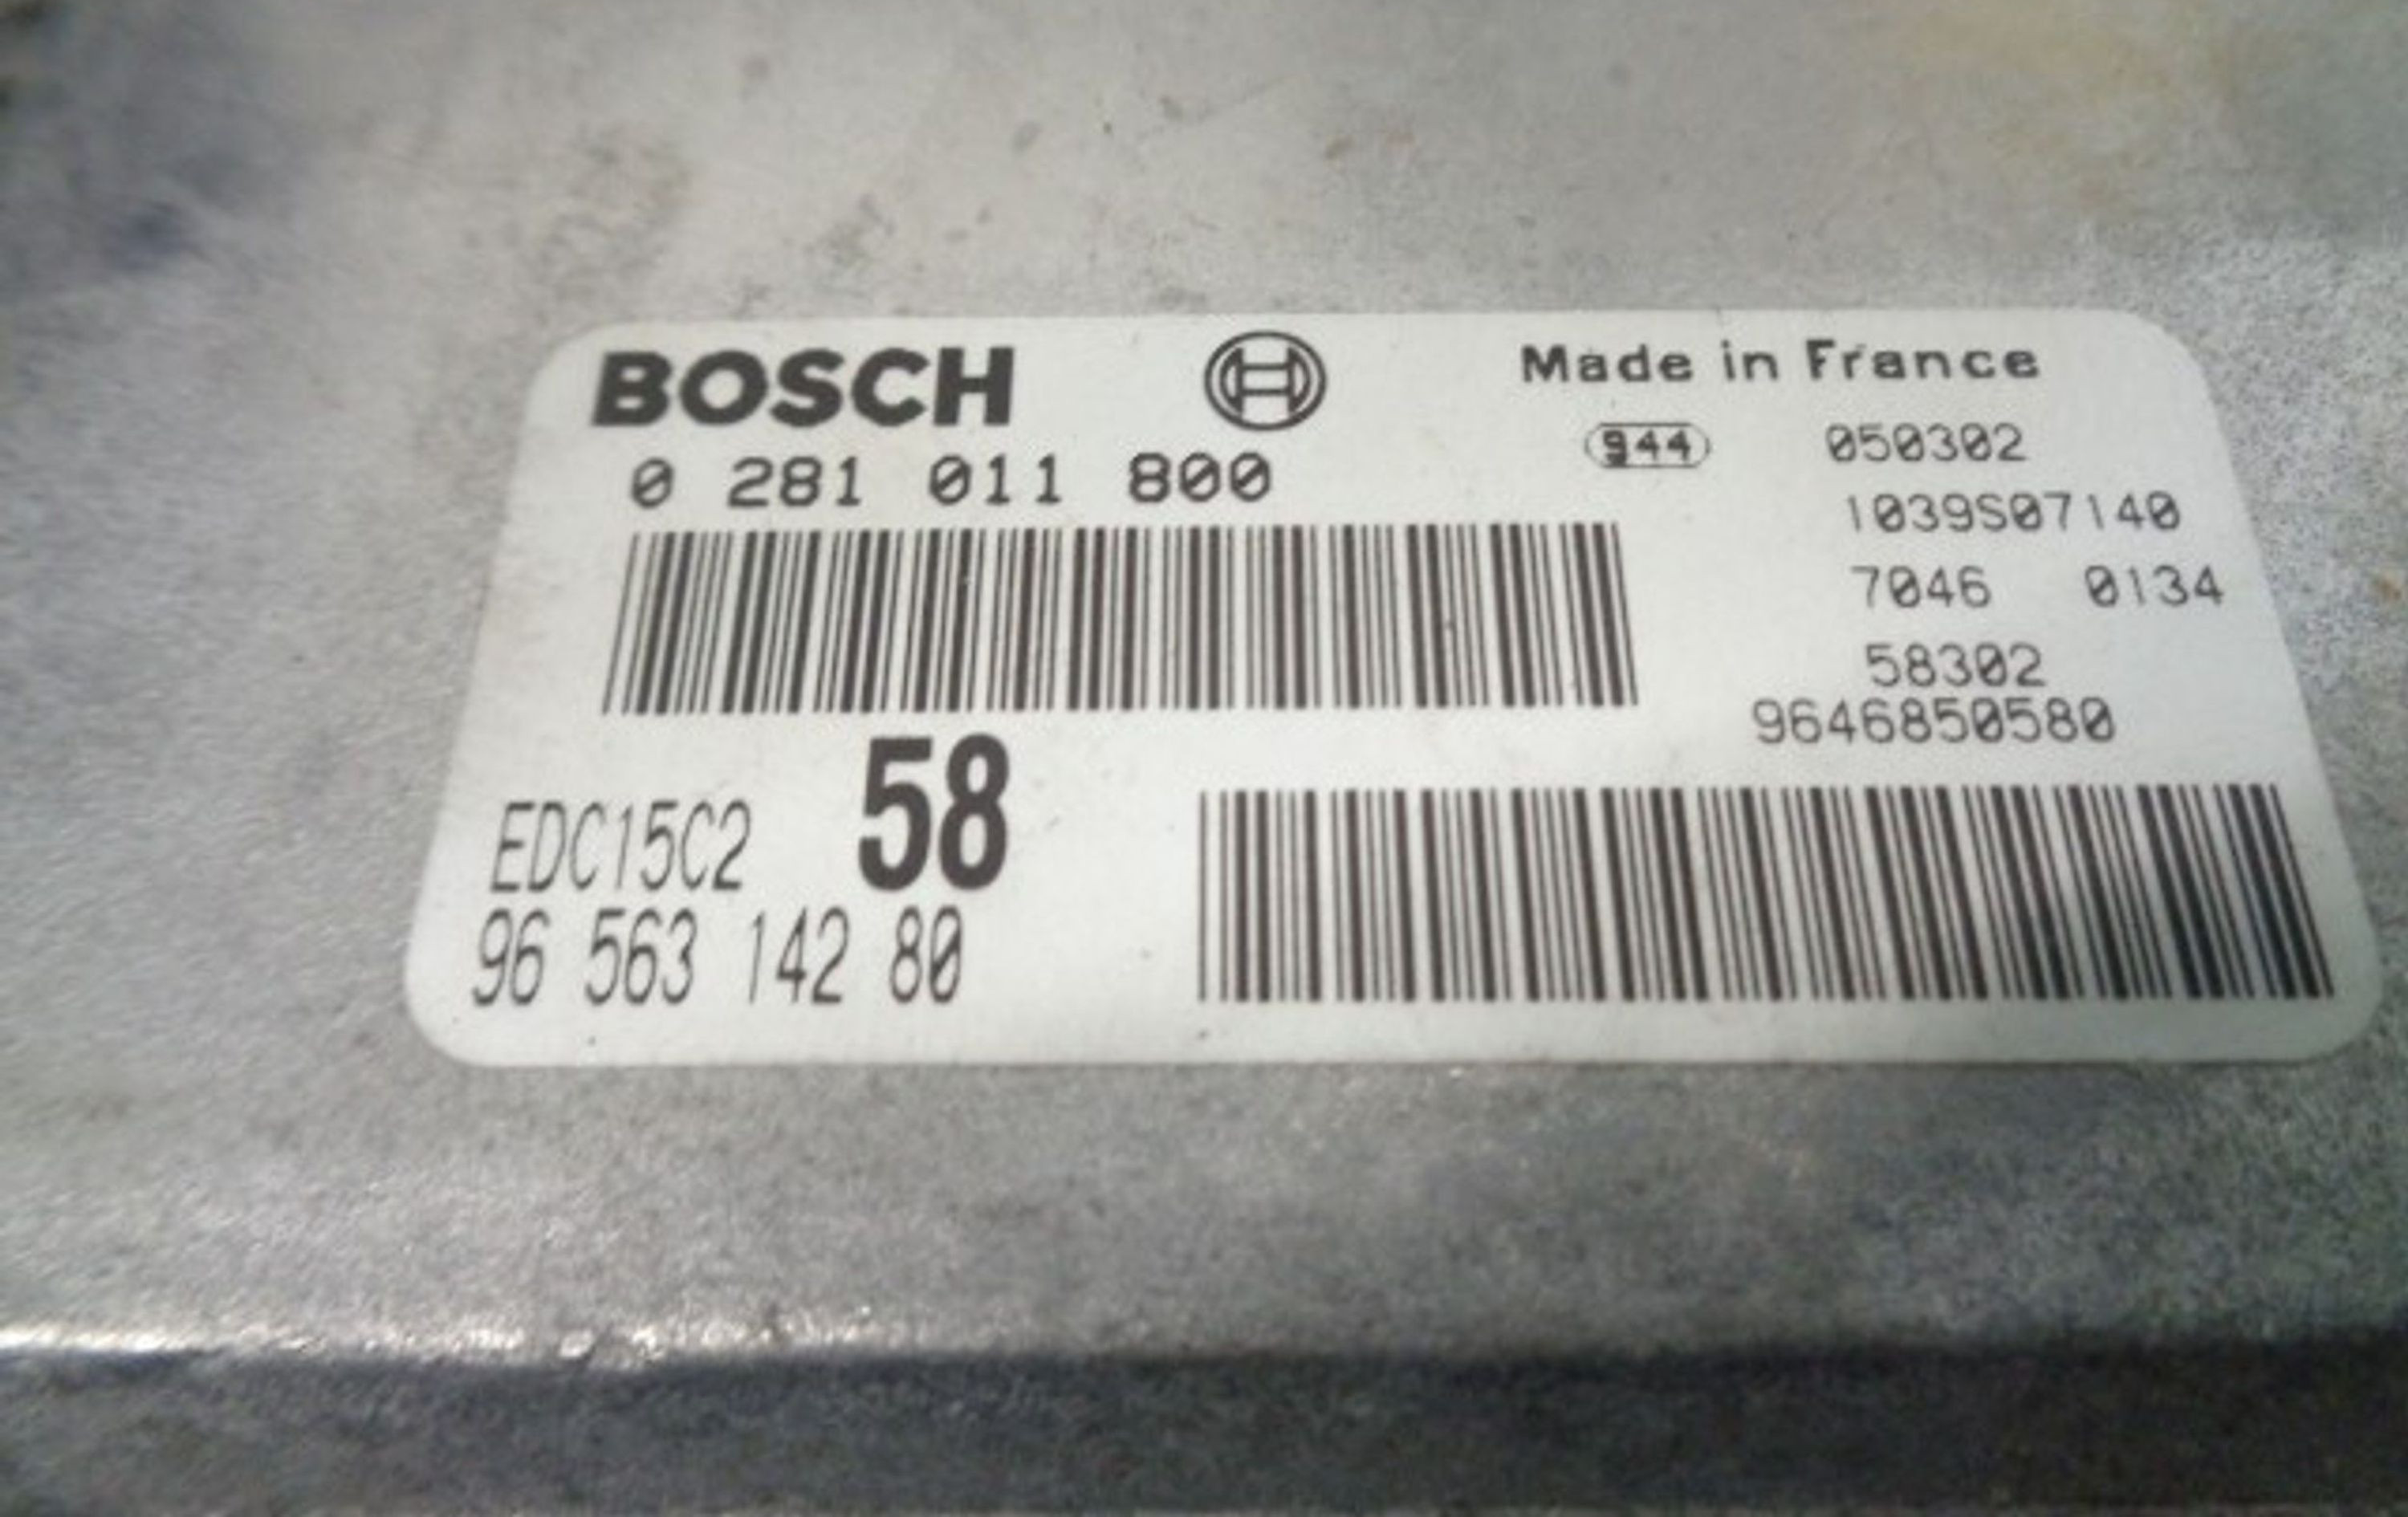 BOSCH
Made in France
0 281 011 800
944 050302
1039S07140
7046 0134
58302
9646850580
EDC15C2 58
96 563 142 80